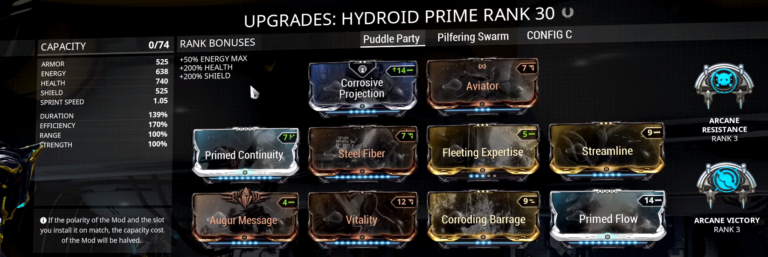 UPGRADES: HYDROID PRIME RANK 30
CAPACITY 0/74
ARMOR 525
ENERGY 638
HEALTH 740
SHIELD 525
SPRINT SPEED 1.05
DURATION 139%
EFFICIENCY 170%
RANGE 100%
STRENGTH 100%
If the polarity of the Mod and the slot
you install it on match, the capacity cost
of the Mod will be halved.
RANK BONUSES
+50% ENERGY MAX
+200% HEALTH
+200% SHIELD
Puddle Party Pilfering Swarm CONFIG C
+14
Corrosive
Projection
7
Aviator
7
Primed Continuity
7
Steel Fiber
5
Fleeting Expertise
9
Streamline
4
Augur Message
12
Vitality
9
Corroding Barrage
14
Primed Flow
ARCANE
RESISTANCE
RANK 3
ARCANE VICTORY
RANK 3